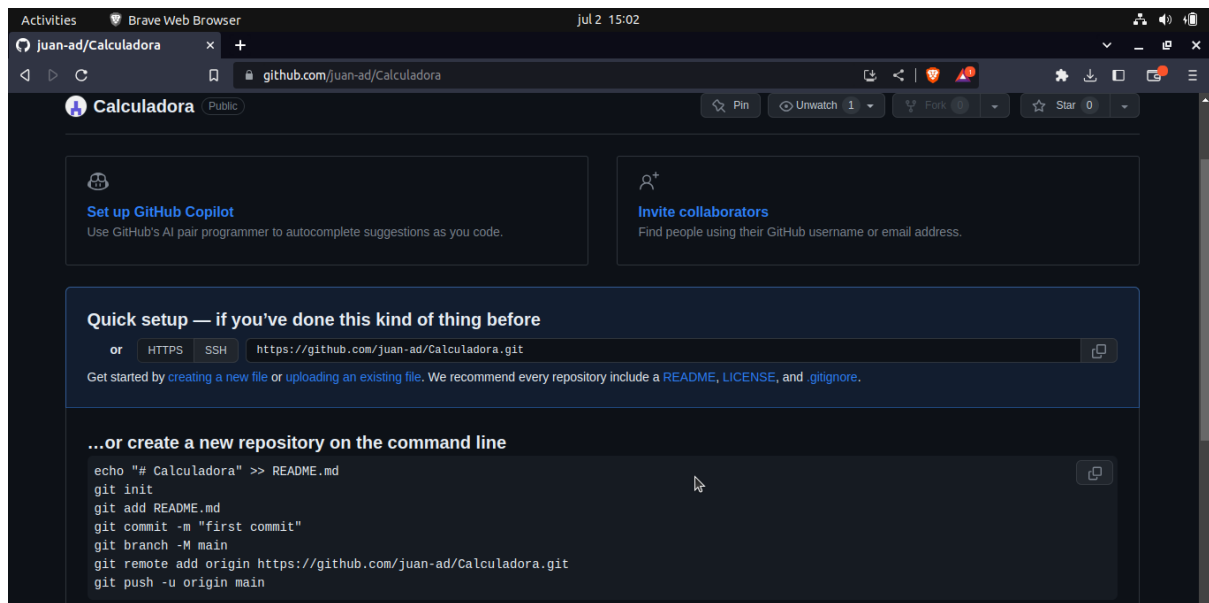 Activities Brave Web Browser jul 2 15:02
juan-ad/Calculadora
github.com/juan-ad/Calculadora
Calculadora Public Pin Unwatch 1 Fork 0 Star 0
Set up GitHub Copilot
Use GitHub's AI pair programmer to autocomplete suggestions as you code.
Invite collaborators
Find people using their GitHub username or email address.
Quick setup — if you've done this kind of thing before
or HTTPS SSH https://github.com/juan-ad/Calculadora.git
Get started by creating a new file or uploading an existing file. We recommend every repository include a README, LICENSE, and .gitignore.
…or create a new repository on the command line
echo "# Calculadora" >> README.md
git init
git add README.md
git commit -m "first commit"
git branch -M main
git remote add origin https://github.com/juan-ad/Calculadora.git
git push -u origin main